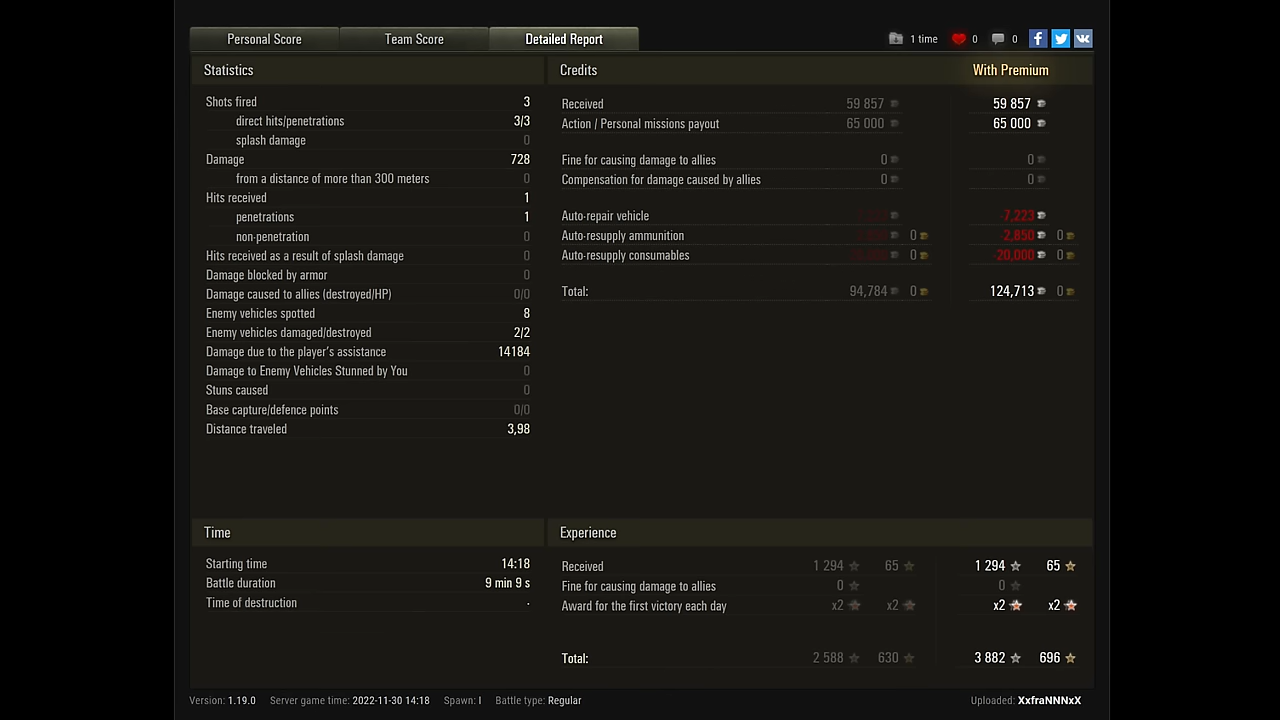 Personal Score Team Score Detailed Report 1 time 0 0
Statistics
Shots fired 3
direct hits/penetrations 3/3
splash damage 0
Damage 728
from a distance of more than 300 meters 0
Hits received 1
penetrations 1
non-penetration 0
Hits received as a result of splash damage 0
Damage blocked by armor 0
Damage caused to allies (destroyed/HP) 0/0
Enemy vehicles spotted 8
Enemy vehicles damaged/destroyed 2/2
Damage due to the player's assistance 14184
Damage to Enemy Vehicles Stunned by You 0
Stuns caused 0
Base capture/defence points 0/0
Distance traveled 3,98
Credits With Premium
Received 59 857 59 857
Action / Personal missions payout 65 000 65 000
Fine for causing damage to allies 0 0
Compensation for damage caused by allies 0 0
Auto-repair vehicle -7,223
Auto-resupply ammunition 0 -2,850 0
Auto-resupply consumables 0 -20,000 0
Total: 94,784 0 124,713 0
Time
Starting time 14:18
Battle duration 9 min 9 s
Time of destruction .
Experience
Received 1 294 65 1 294 65
Fine for causing damage to allies 0 0
Award for the first victory each day x2 x2 x2 x2
Total: 2 588 630 3 882 696
Version: 1.19.0 Server game time: 2022-11-30 14:18 Spawn: I Battle type: Regular Uploaded: XxfraNNNxX